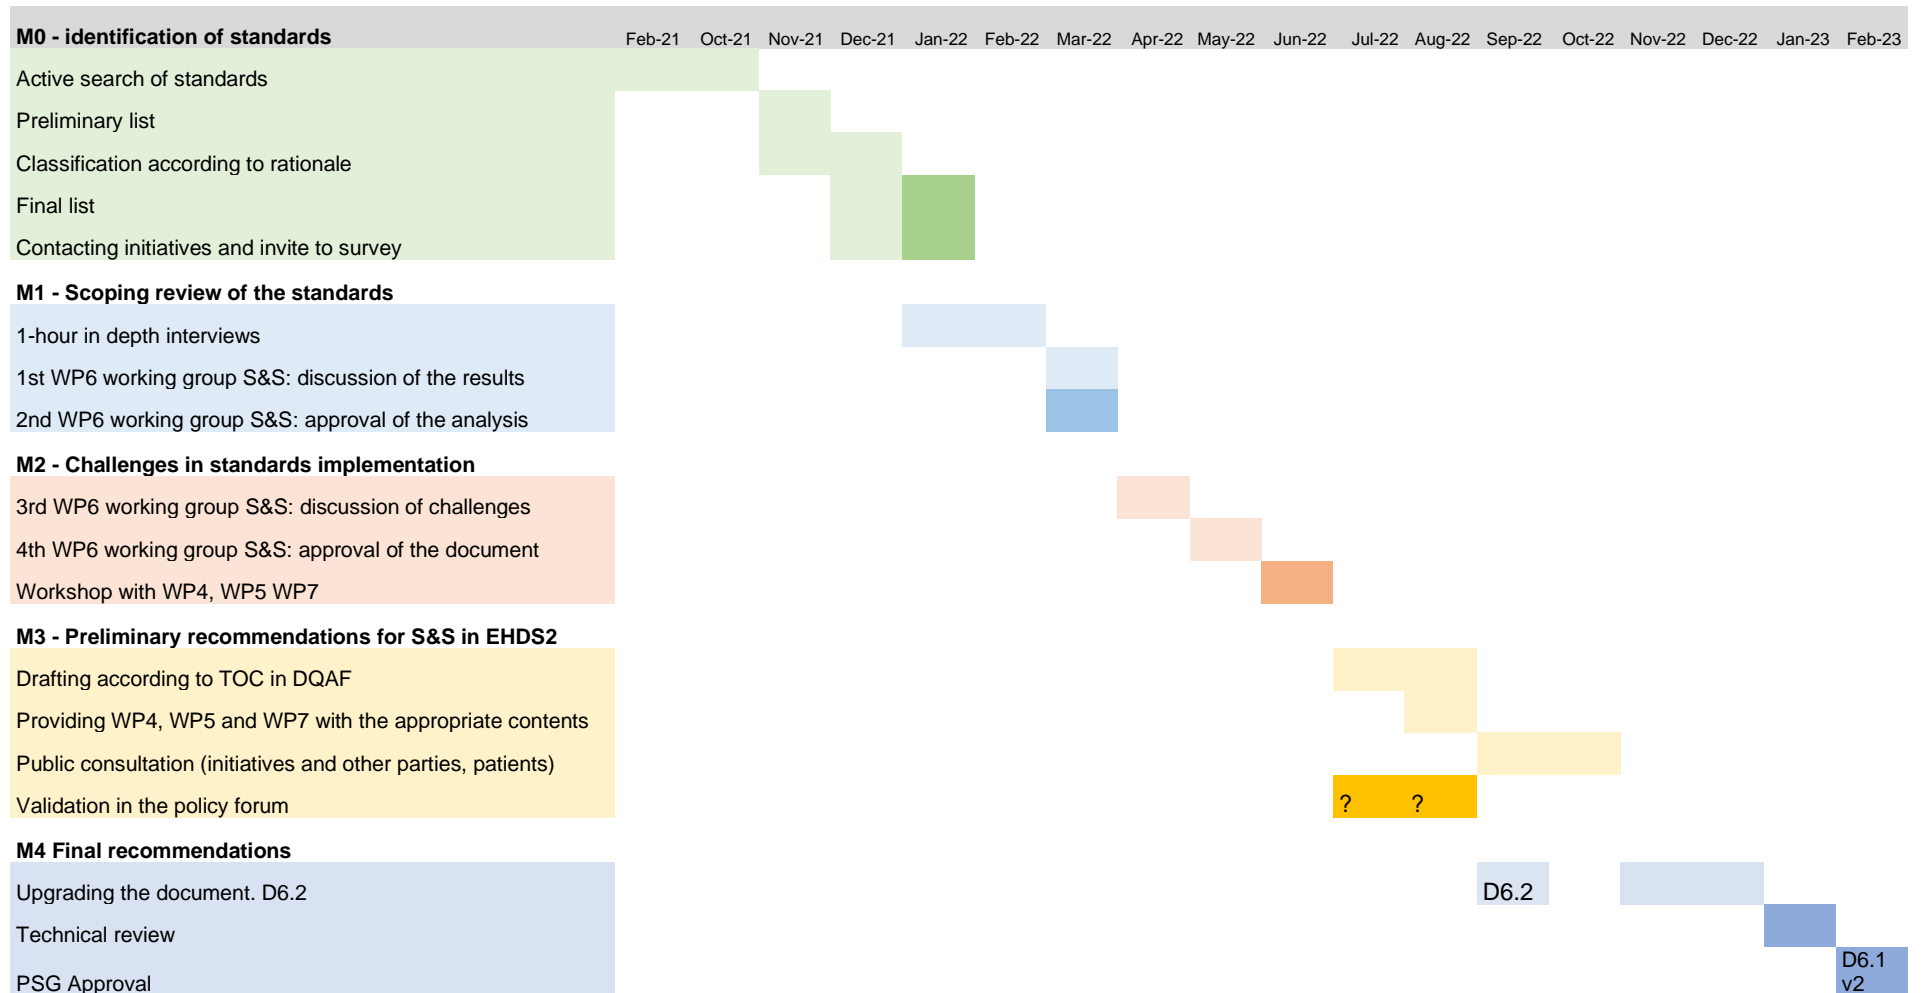 M0 - identification of standards Feb-21 Oct-21 Nov-21 Dec-21 Jan-22 Feb-22 Mar-22 Apr-22 May-22 Jun-22 Jul-22 Aug-22 Sep-22 Oct-22 Nov-22 Dec-22 Jan-23 Feb-23
Active search of standards
Preliminary list
Classification according to rationale
Final list
Contacting initiatives and invite to survey
M1 - Scoping review of the standards
1-hour in depth interviews
1st WP6 working group S&S: discussion of the results
2nd WP6 working group S&S: approval of the analysis
M2 - Challenges in standards implementation
3rd WP6 working group S&S: discussion of challenges
4th WP6 working group S&S: approval of the document
Workshop with WP4, WP5 WP7
M3 - Preliminary recommendations for S&S in EHDS2
Drafting according to TOC in DQAF
Providing WP4, WP5 and WP7 with the appropriate contents
Public consultation (initiatives and other parties, patients)
Validation in the policy forum ? ?
M4 Final recommendations
Upgrading the document. D6.2 D6.2
Technical review
PSG Approval D6.1
v2